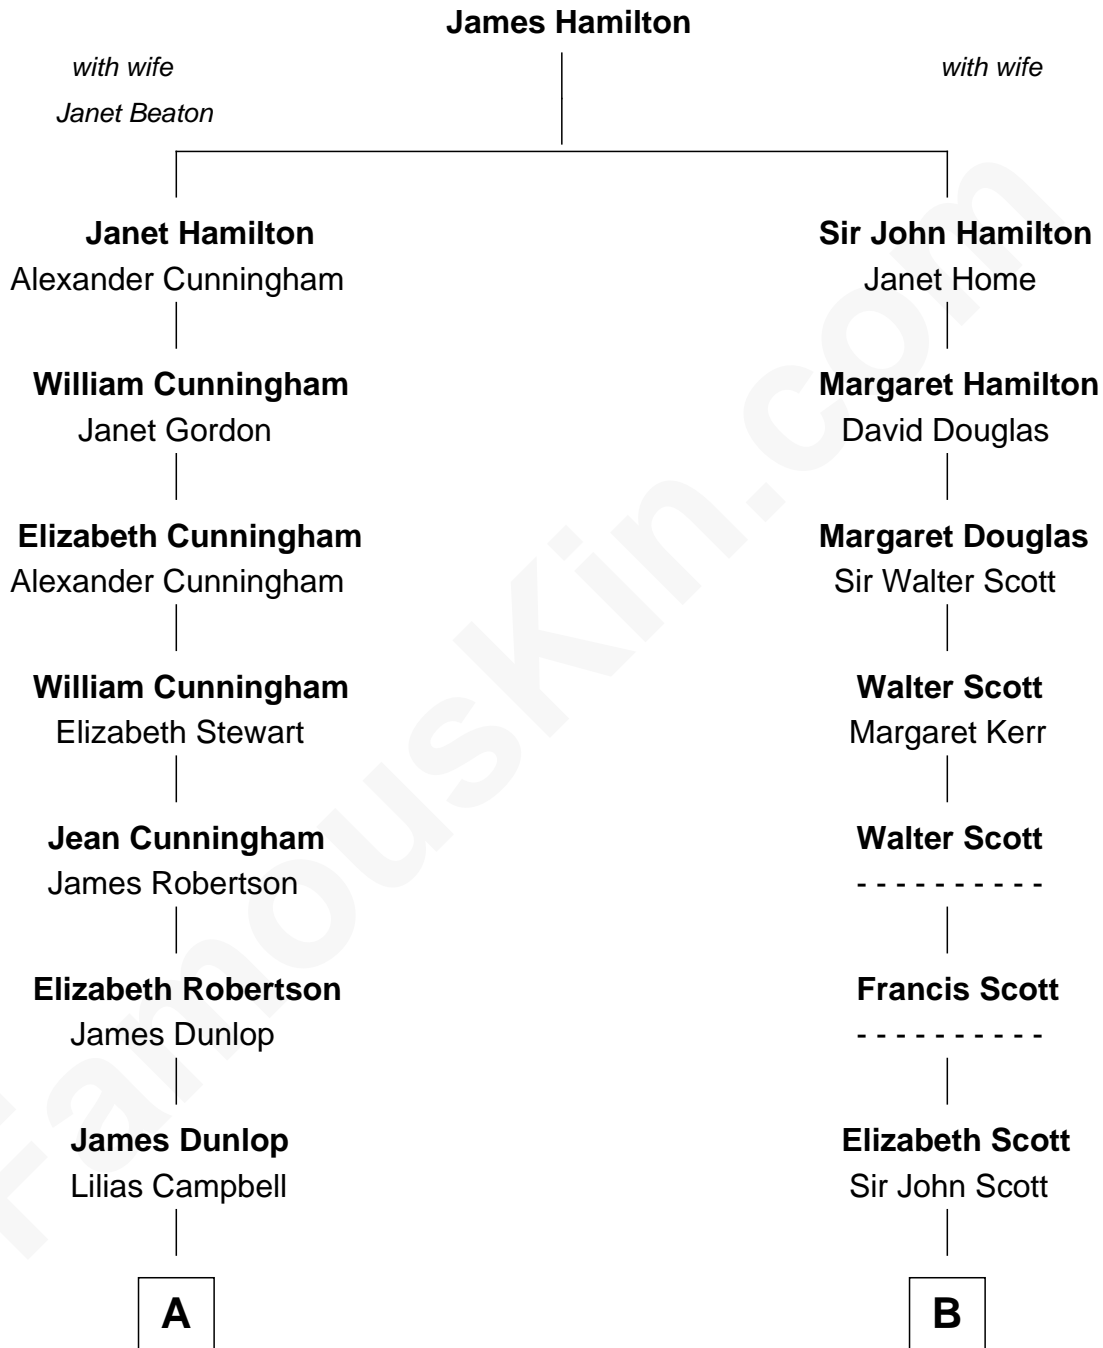 James Hamilton
with wife
Janet Beaton
with wife
Janet Hamilton
Alexander Cunningham
Sir John Hamilton
Janet Home
William Cunningham
Janet Gordon
Margaret Hamilton
David Douglas
Elizabeth Cunningham
Alexander Cunningham
Margaret Douglas
Sir Walter Scott
William Cunningham
Elizabeth Stewart
Walter Scott
Margaret Kerr
Jean Cunningham
James Robertson
Walter Scott
- - - - - - - - - -
Elizabeth Robertson
James Dunlop
Francis Scott
- - - - - - - - - -
James Dunlop
Lilias Campbell
Elizabeth Scott
Sir John Scott
A
B
FamousKin.com